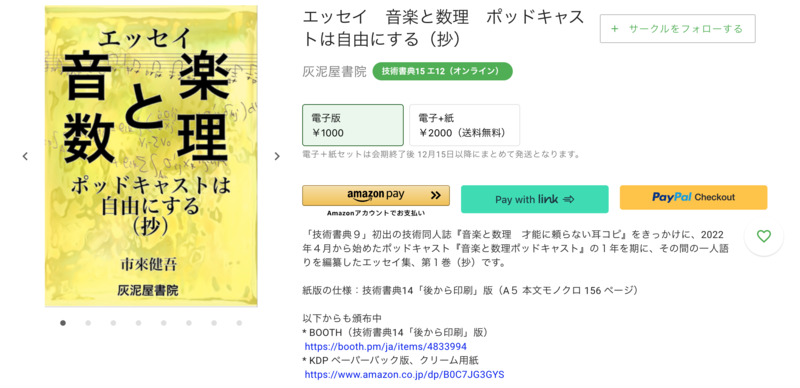 エッセイ
音楽
と
数理
ポッドキャストは
自由にする
（抄）
市來健吾
灰泥屋書院
エッセイ　音楽と数理　ポッドキャス
トは自由にする（抄）
+ サークルをフォローする
灰泥屋書院 技術書典15 エ12（オンライン）
電子版
￥1000
電子+紙
￥2000（送料無料）
電子＋紙セットは会期終了後 12月15日以降にまとめて発送となります。
amazon pay
Amazonアカウントでお支払い
Pay with link
PayPal Checkout
「技術書典９」初出の技術同人誌『音楽と数理　才能に頼らない耳コピ』をきっかけに、2022
年４月から始めたポッドキャスト『音楽と数理ポッドキャスト』の１年を期に、その間の一人語
りを編纂したエッセイ集、第１巻（抄）です。
紙版の仕様：技術書典14「後から印刷」版（A５ 本文モノクロ 156 ページ）
以下からも頒布中
* BOOTH（技術書典14「後から印刷」版）
https://booth.pm/ja/items/4833994
* KDP ペーパーバック版、クリーム用紙
https://www.amazon.co.jp/dp/B0C7JG3GYS